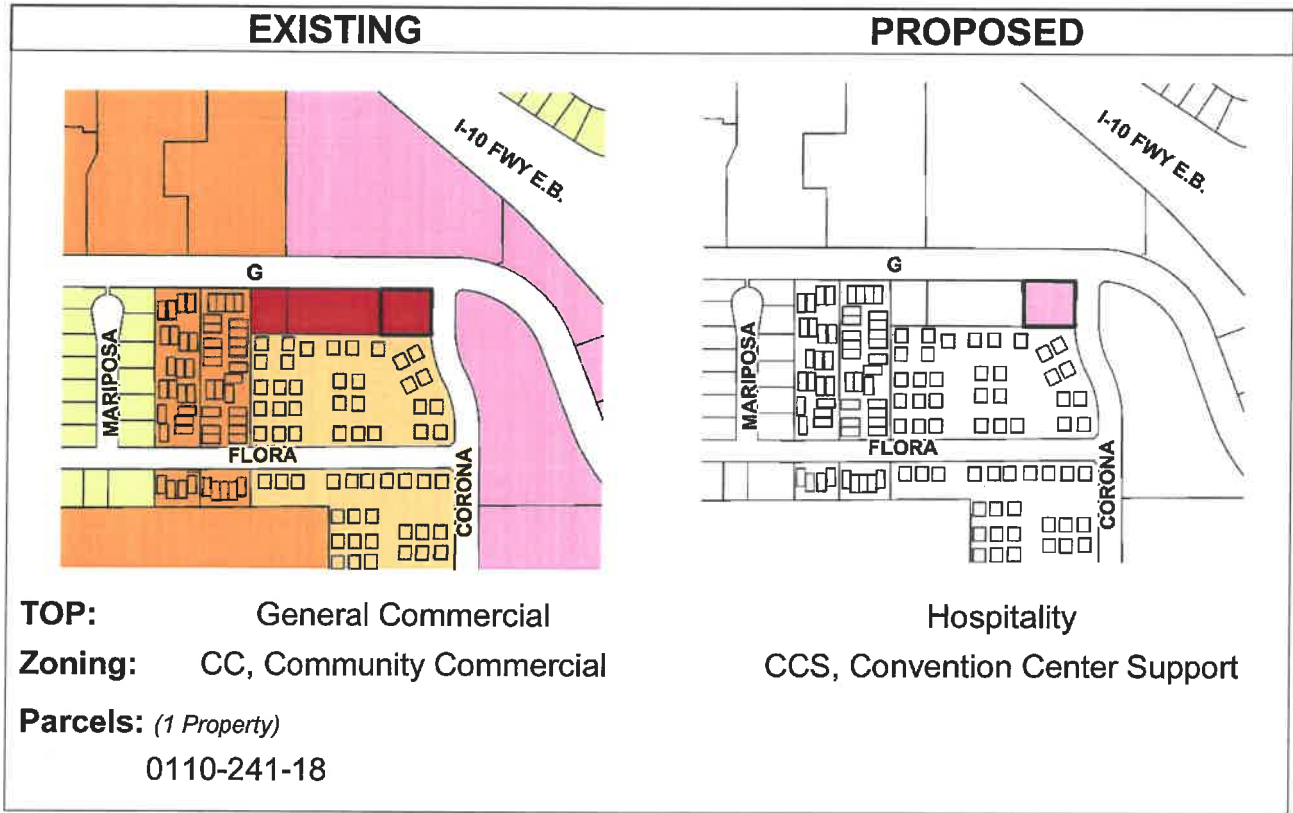 EXISTING
PROPOSED
I-10 FWY E.B.
G
MARIPOSA
FLORA
CORONA
I-10 FWY E.B.
G
MARIPOSA
FLORA
CORONA
TOP: General Commercial Hospitality
Zoning: CC, Community Commercial CCS, Convention Center Support
Parcels: (1 Property)
0110-241-18